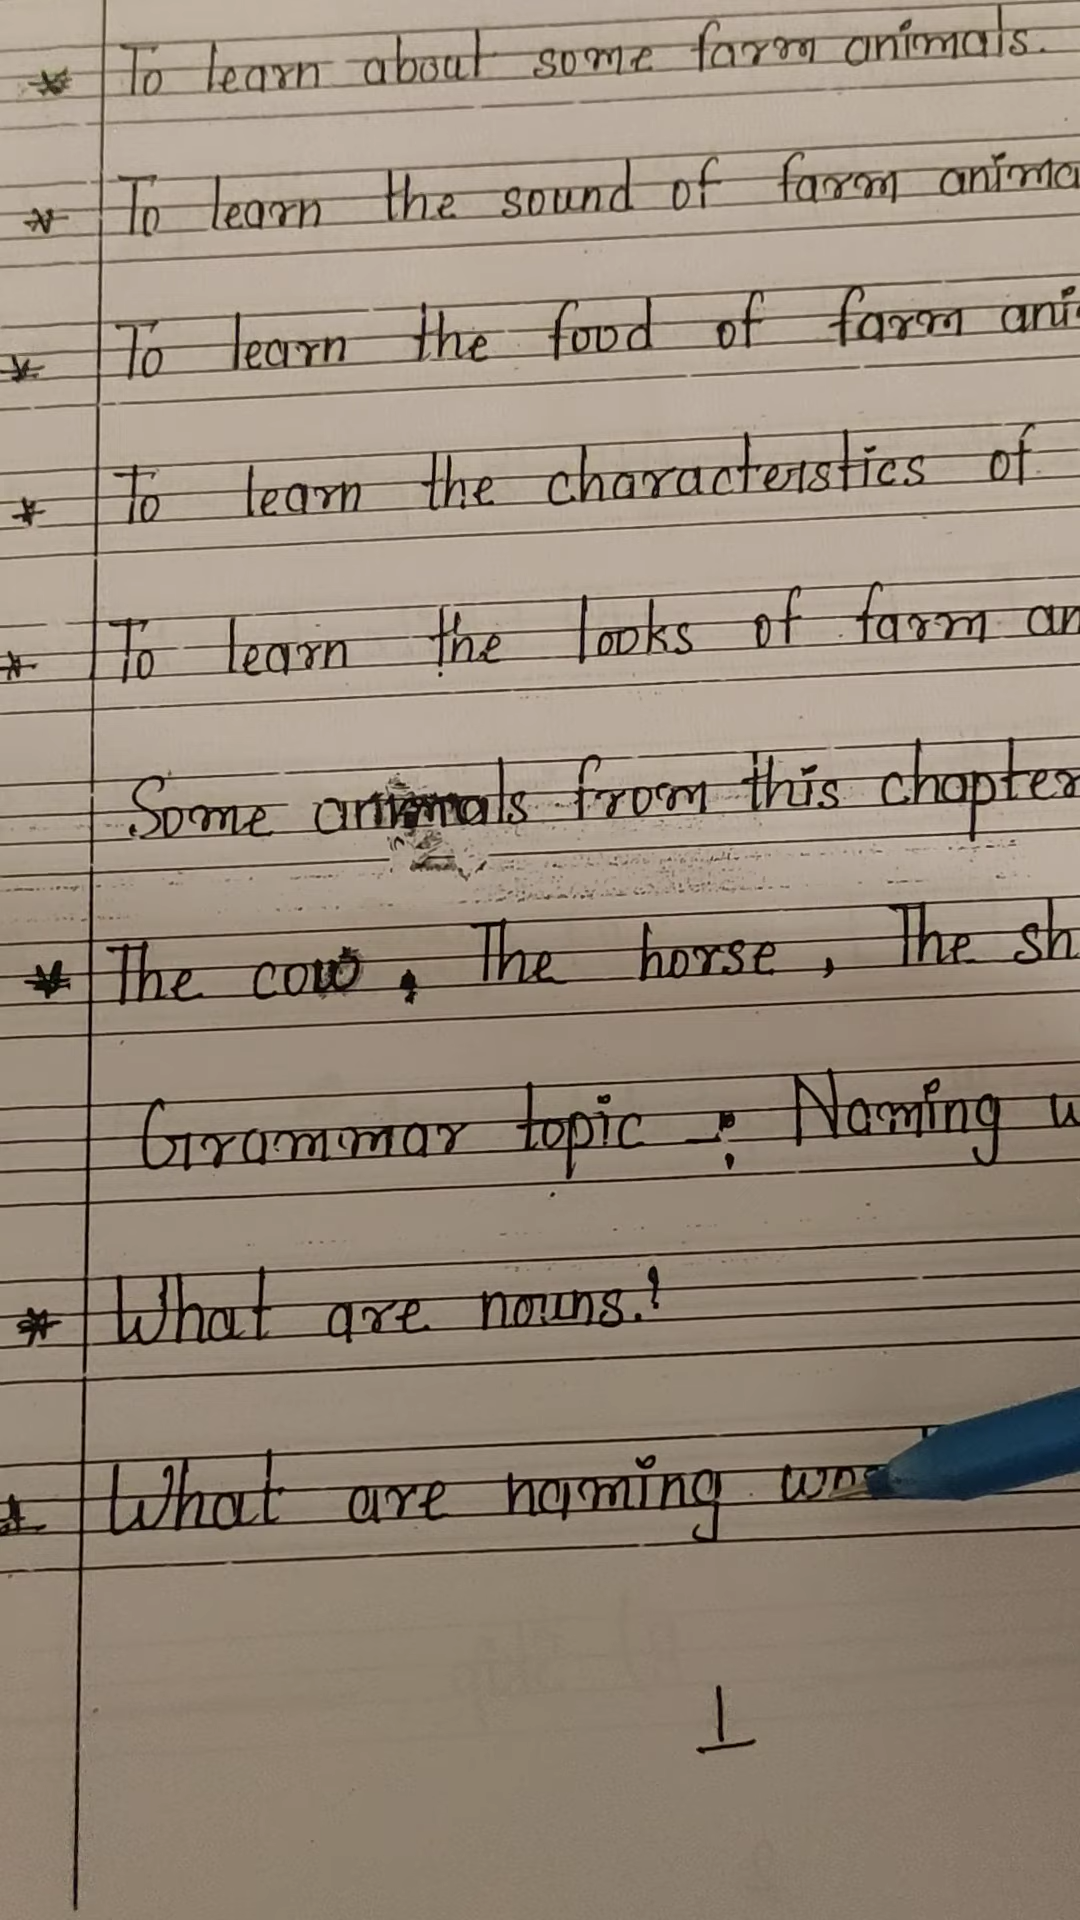 * To learn about some farm animals.
* To learn the sound of farm anima
* To learn the food of farm ani
* To learn the characterstics of
* To learn the looks of farm an
Some animals from this chapter
* The cow, The horse, The sh
Grammar topic -: Naming w
* What are nouns.?
* What are naming wor
1